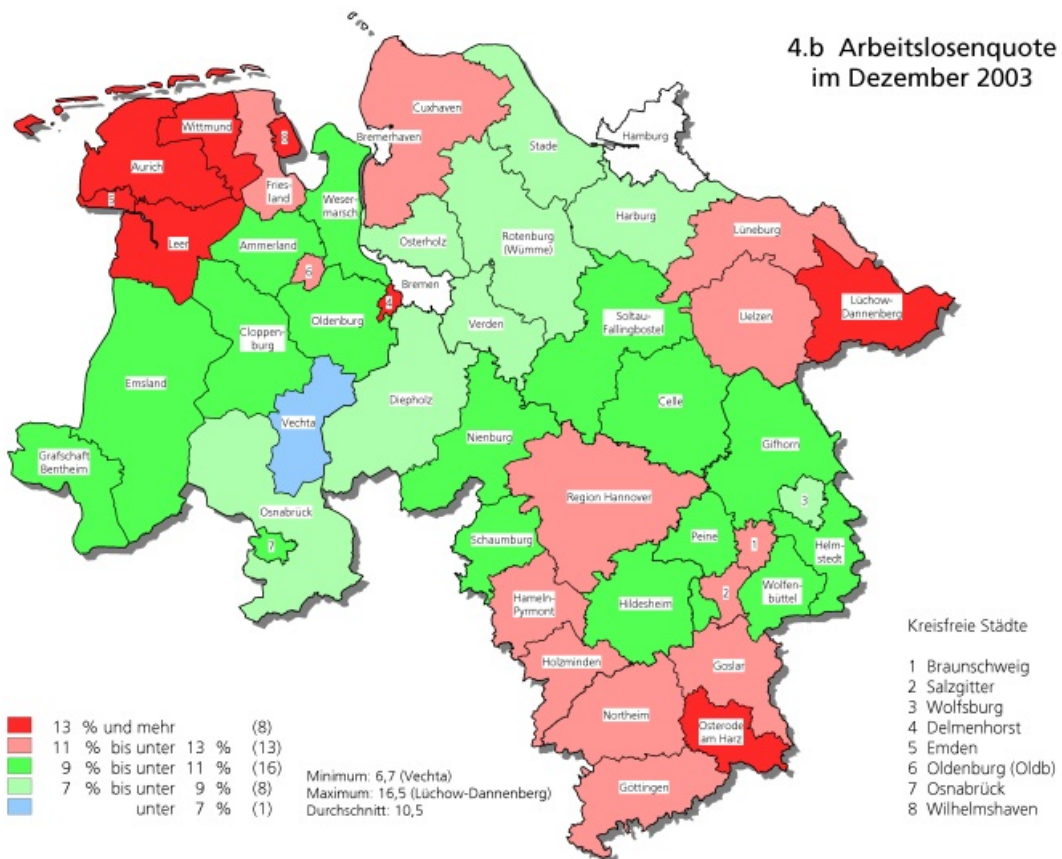 4.b Arbeitslosenquote
im Dezember 2003
Cuxhaven
Wittmund
8
Bremerhaven
Hamburg
Stade
Aurich
5
Fries-
land
Weser-
marsch
Harburg
Lüneburg
Leer
Ammerland
Osterholz
Rotenburg
(Wümme)
6
Bremen
4
Oldenburg
Lüchow-
Dannenberg
Uelzen
Soltau-
Fallingbostel
Verden
Cloppen-
burg
Emsland
Diepholz
Celle
Vechta
Nienburg
Gifhorn
Grafschaft
Bentheim
Region Hannover
3
Osnabrück
7
Schaumburg
Peine
1
Helm-
stedt
2
Wolfen-
büttel
Hameln-
Pyrmont
Hildesheim
Holzminden
Goslar
Northeim
Osterode
am Harz
Göttingen
Kreisfreie Städte
1 Braunschweig
2 Salzgitter
3 Wolfsburg
4 Delmenhorst
5 Emden
6 Oldenburg (Oldb)
7 Osnabrück
8 Wilhelmshaven
13 % und mehr (8)
11 % bis unter 13 % (13)
9 % bis unter 11 % (16)
7 % bis unter 9 % (8)
unter 7 % (1)
Minimum: 6,7 (Vechta)
Maximum: 16,5 (Lüchow-Dannenberg)
Durchschnitt: 10,5